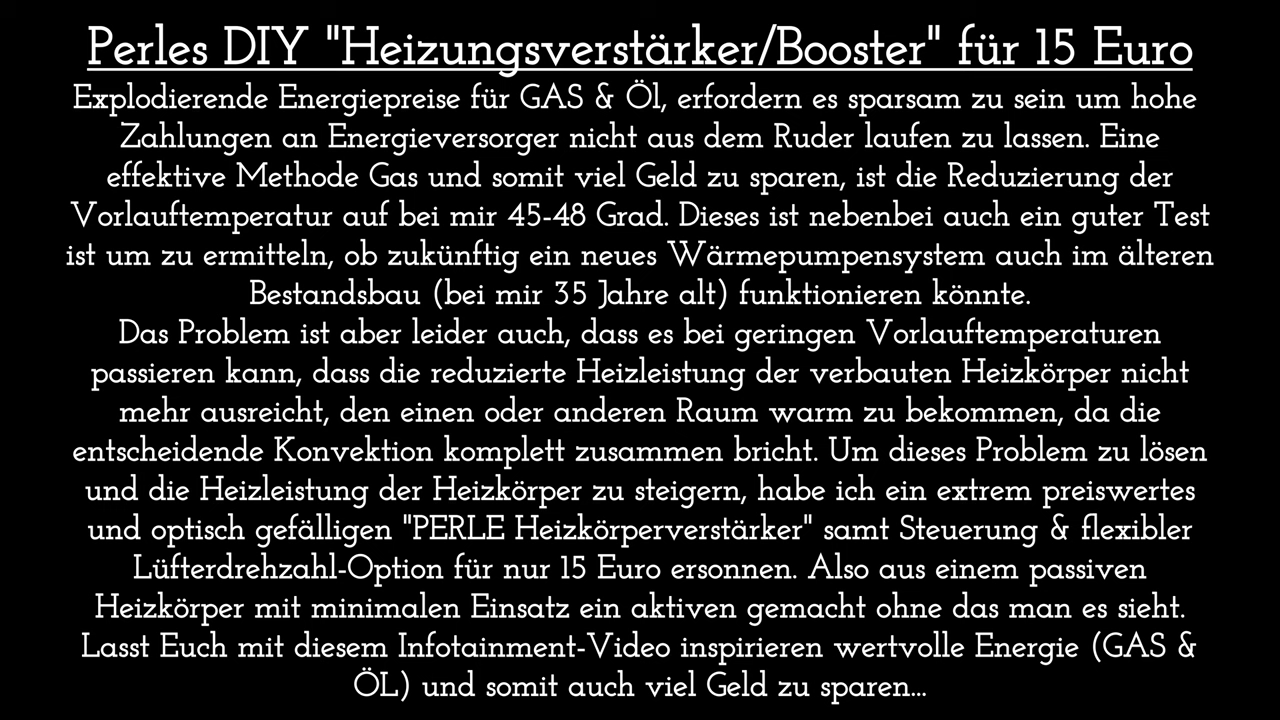 Perles DIY "Heizungsverstärker/Booster" für 15 Euro
Explodierende Energiepreise für GAS & Öl, erfordern es sparsam zu sein um hohe
Zahlungen an Energieversorger nicht aus dem Ruder laufen zu lassen. Eine
effektive Methode Gas und somit viel Geld zu sparen, ist die Reduzierung der
Vorlauftemperatur auf bei mir 45-48 Grad. Dieses ist nebenbei auch ein guter Test
ist um zu ermitteln, ob zukünftig ein neues Wärmepumpensystem auch im älteren
Bestandsbau (bei mir 35 Jahre alt) funktionieren könnte.
Das Problem ist aber leider auch, dass es bei geringen Vorlauftemperaturen
passieren kann, dass die reduzierte Heizleistung der verbauten Heizkörper nicht
mehr ausreicht, den einen oder anderen Raum warm zu bekommen, da die
entscheidende Konvektion komplett zusammen bricht. Um dieses Problem zu lösen
und die Heizleistung der Heizkörper zu steigern, habe ich ein extrem preiswertes
und optisch gefälligen "PERLE Heizkörperverstärker" samt Steuerung & flexibler
Lüfterdrehzahl-Option für nur 15 Euro ersonnen. Also aus einem passiven
Heizkörper mit minimalen Einsatz ein aktiven gemacht ohne das man es sieht.
Lasst Euch mit diesem Infotainment-Video inspirieren wertvolle Energie (GAS &
ÖL) und somit auch viel Geld zu sparen...